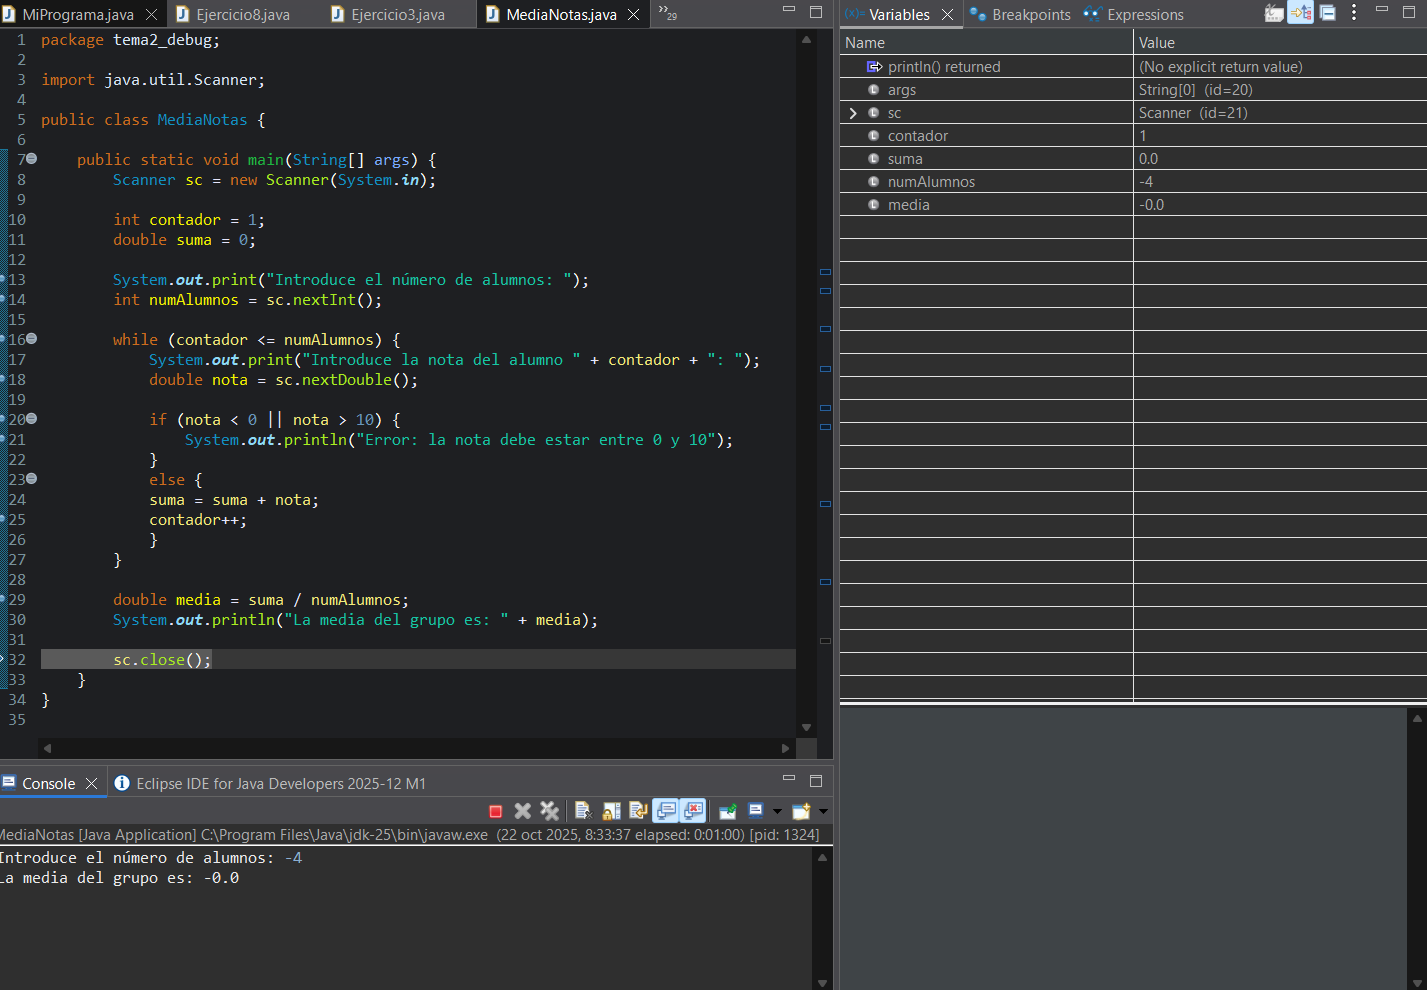 MiPrograma.java Ejercicio8.java Ejercicio3.java MediaNotas.java »29
1 package tema2_debug;
2
3 import java.util.Scanner;
4
5 public class MediaNotas {
6
7 public static void main(String[] args) {
8 Scanner sc = new Scanner(System.in);
9
10 int contador = 1;
11 double suma = 0;
12
13 System.out.print("Introduce el número de alumnos: ");
14 int numAlumnos = sc.nextInt();
15
16 while (contador <= numAlumnos) {
17 System.out.print("Introduce la nota del alumno " + contador + ": ");
18 double nota = sc.nextDouble();
19
20 if (nota < 0 || nota > 10) {
21 System.out.println("Error: la nota debe estar entre 0 y 10");
22 }
23 else {
24 suma = suma + nota;
25 contador++;
26 }
27 }
28
29 double media = suma / numAlumnos;
30 System.out.println("La media del grupo es: " + media);
31
32 sc.close();
33 }
34 }
35
Console Eclipse IDE for Java Developers 2025-12 M1
MediaNotas [Java Application] C:\Program Files\Java\jdk-25\bin\javaw.exe (22 oct 2025, 8:33:37 elapsed: 0:01:00) [pid: 1324]
Introduce el número de alumnos: -4
La media del grupo es: -0.0
(x)= Variables Breakpoints Expressions
Name Value
println() returned (No explicit return value)
args String[0] (id=20)
sc Scanner (id=21)
contador 1
suma 0.0
numAlumnos -4
media -0.0